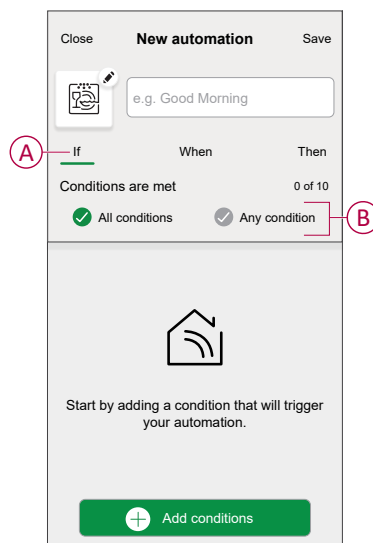 Close New automation Save
e.g. Good Morning
A If When Then
Conditions are met 0 of 10
All conditions Any condition B
Start by adding a condition that will trigger
your automation.
Add conditions